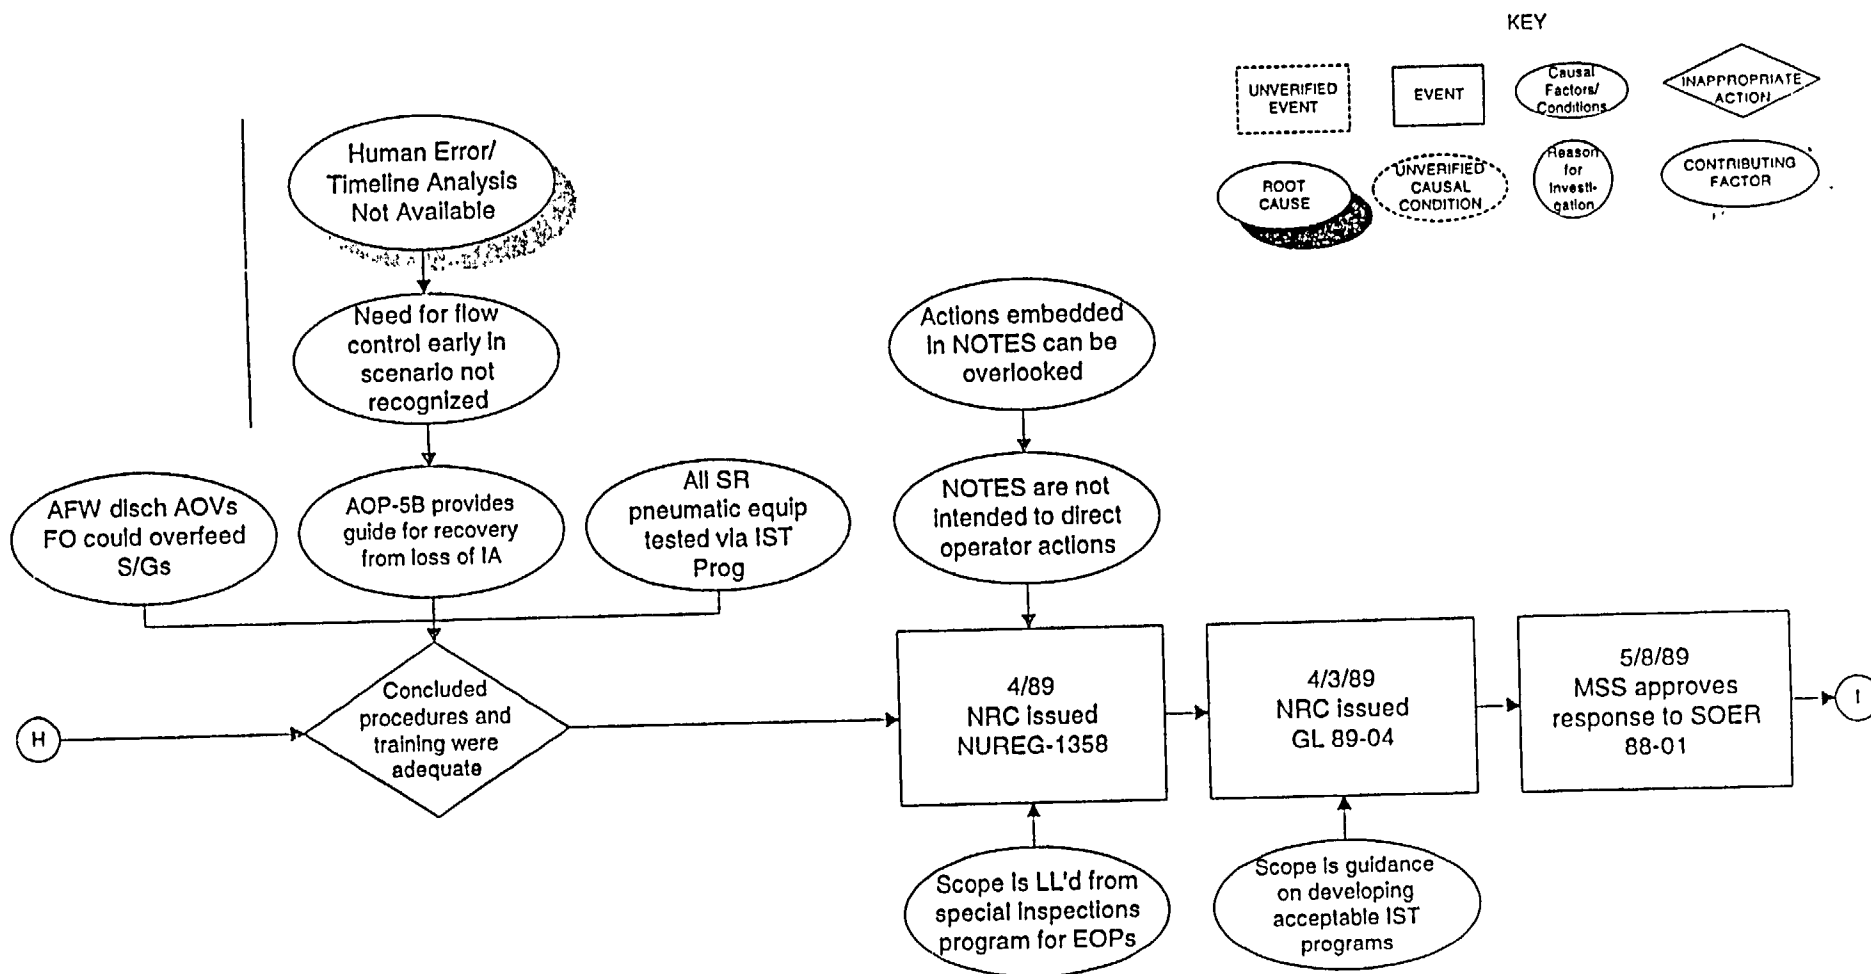 KEY
UNVERIFIED
EVENT
EVENT
Causal
Factors/
Conditions
INAPPROPRIATE
ACTION
ROOT
CAUSE
UNVERIFIED
CAUSAL
CONDITION
Reason
for
Investi-
gation
CONTRIBUTING
FACTOR
Human Error/
Timeline Analysis
Not Available
Need for flow
control early in
scenario not
recognized
Actions embedded
in NOTES can be
overlooked
AFW disch AOVs
FO could overfeed
S/Gs
AOP-5B provides
guide for recovery
from loss of IA
All SR
pneumatic equip
tested via IST
Prog
NOTES are not
intended to direct
operator actions
H
Concluded
procedures and
training were
adequate
4/89
NRC issued
NUREG-1358
4/3/89
NRC issued
GL 89-04
5/8/89
MSS approves
response to SOER
88-01
I
Scope is LL'd from
special inspections
program for EOPs
Scope is guidance
on developing
acceptable IST
programs